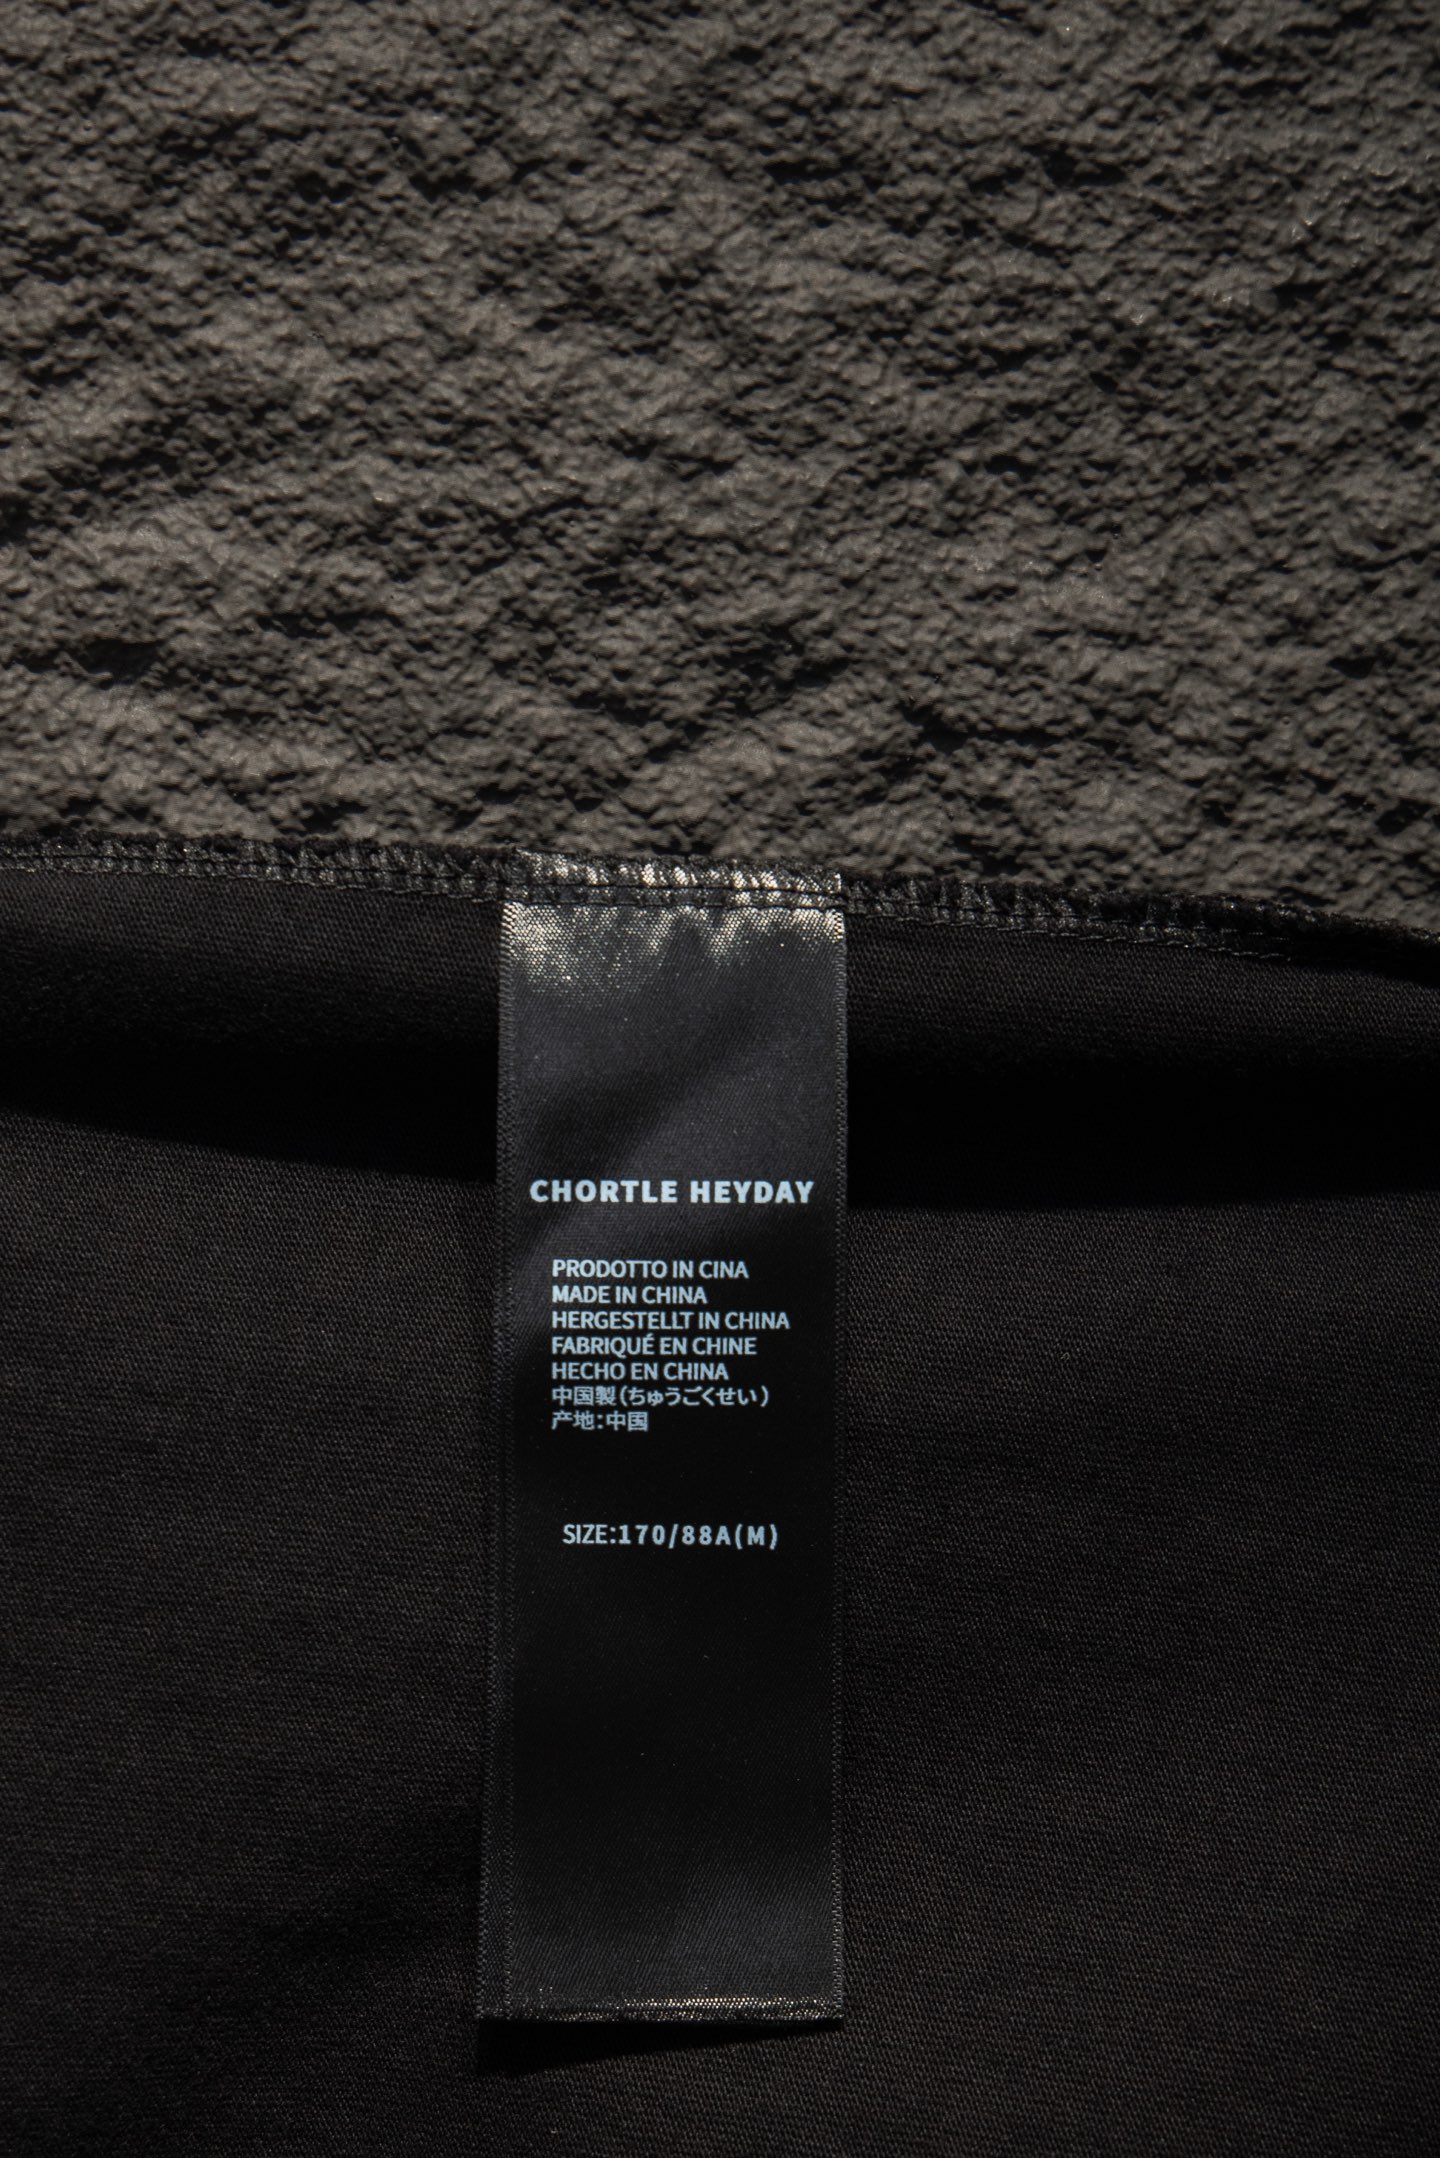 CHORTLE HEYDAY
PRODOTTO IN CINA
MADE IN CHINA
HERGESTELLT IN CHINA
FABRIQUÉ EN CHINE
HECHO EN CHINA
中国製(ちゅうごくせい)
产地:中国
SIZE:170/88A(M)